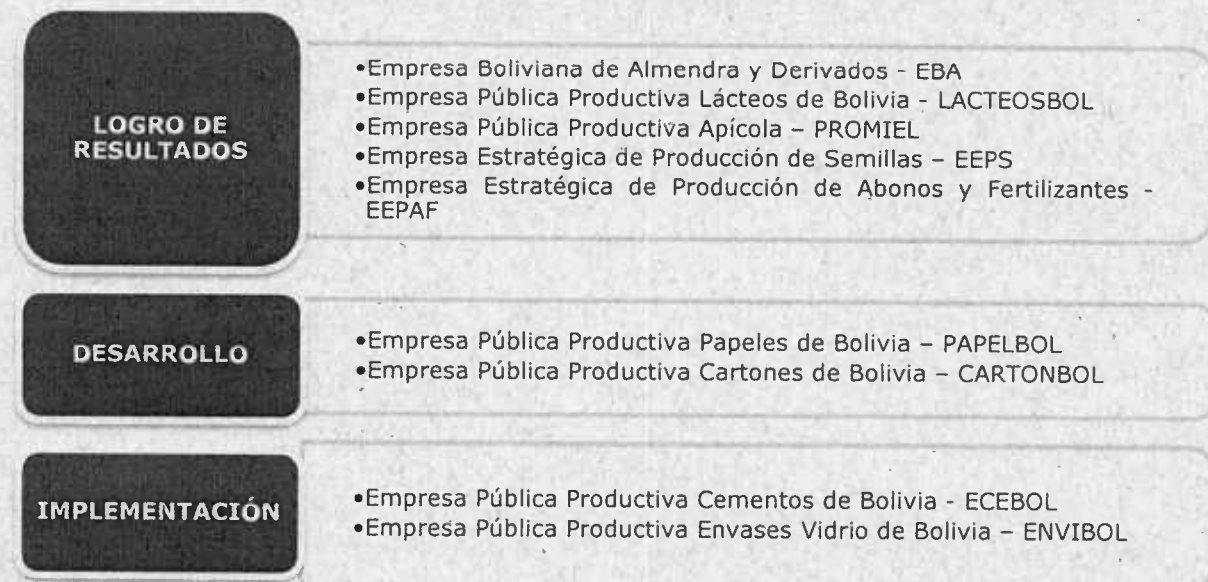 LOGRO DE
RESULTADOS
•Empresa Boliviana de Almendra y Derivados - EBA
•Empresa Pública Productiva Lácteos de Bolivia - LACTEOSBOL
•Empresa Pública Productiva Apícola – PROMIEL
•Empresa Estratégica de Producción de Semillas – EEPS
•Empresa Estratégica de Producción de Abonos y Fertilizantes -
EEPAF
DESARROLLO
•Empresa Pública Productiva Papeles de Bolivia – PAPELBOL
•Empresa Pública Productiva Cartones de Bolivia – CARTONBOL
IMPLEMENTACIÓN
•Empresa Pública Productiva Cementos de Bolivia - ECEBOL
•Empresa Pública Productiva Envases Vidrio de Bolivia – ENVIBOL